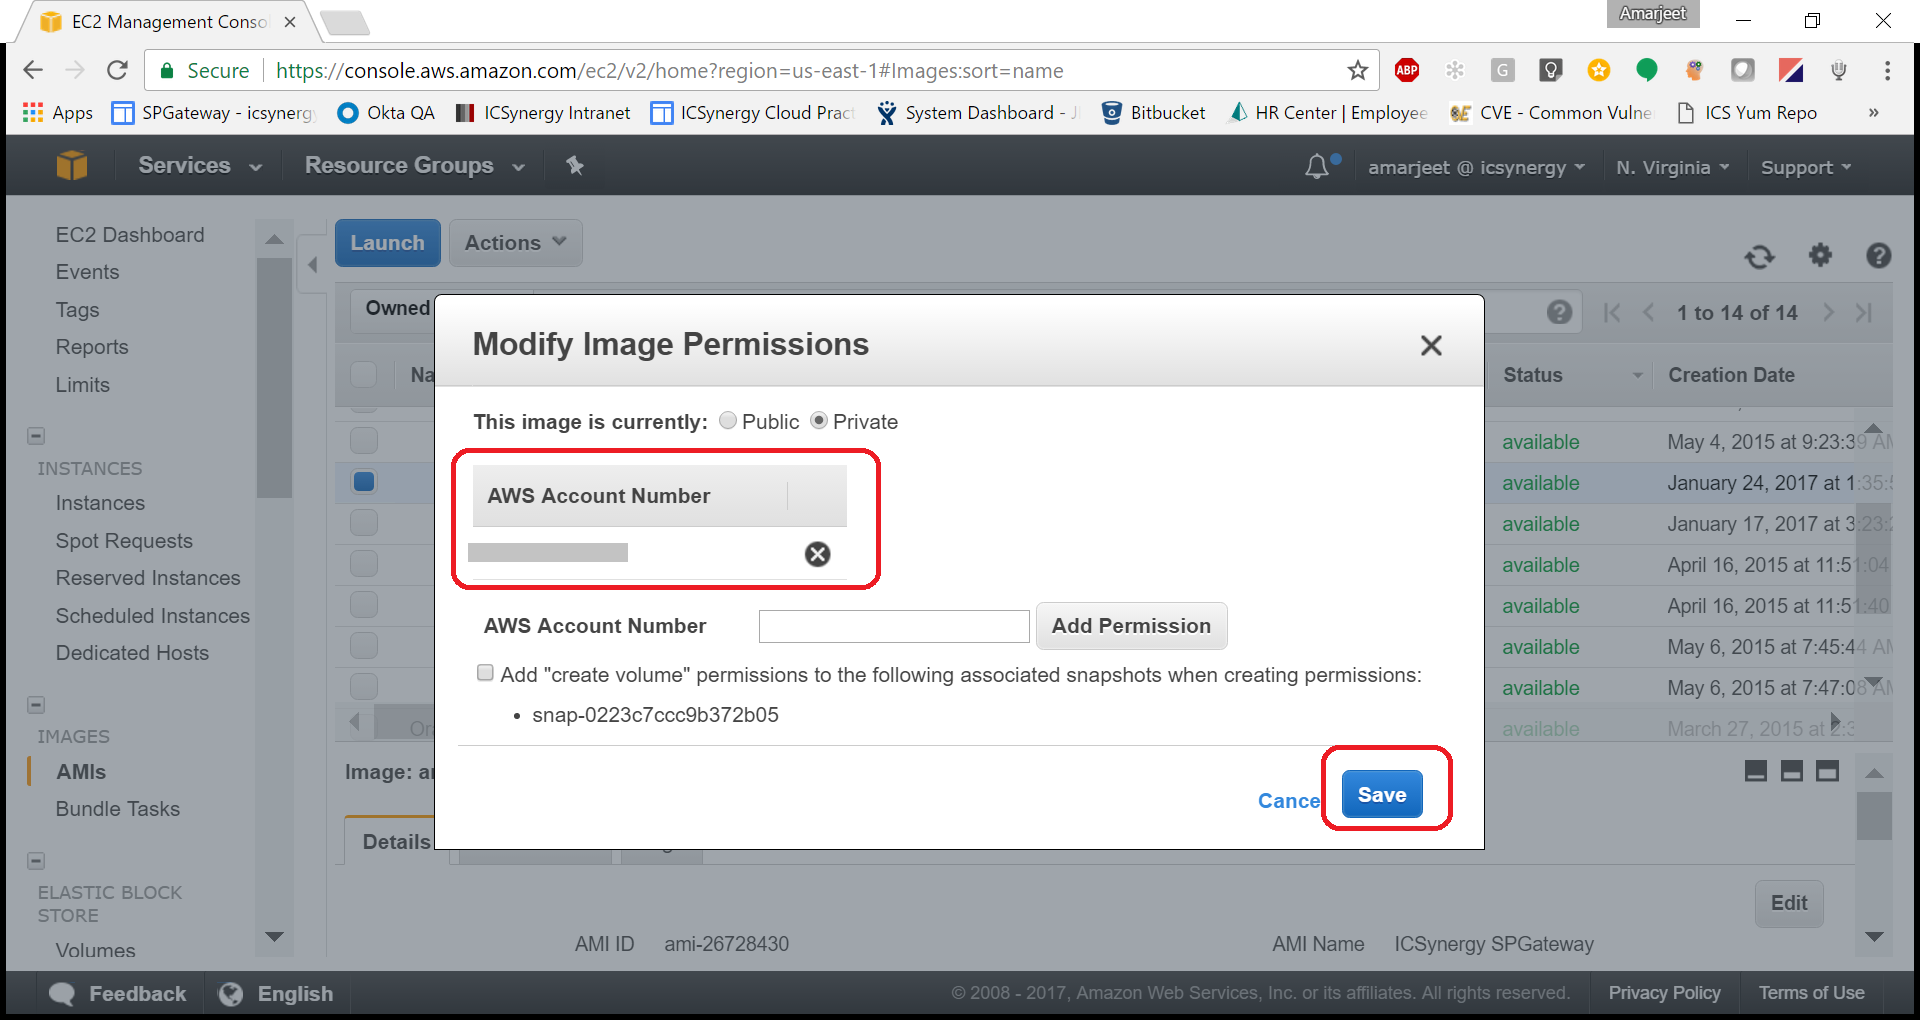 EC2 Management Conso
Amarjeet
Secure
https://console.aws.amazon.com/ec2/v2/home?region=us-east-1#Images:sort=name
ABP
G
Apps
SPGateway - icsynergy
Okta QA
ICSynergy Intranet
ICSynergy Cloud Pract
System Dashboard - JI
Bitbucket
HR Center | Employee
CVE - Common Vulne
ICS Yum Repo
»
Services
Resource Groups
amarjeet @ icsynergy
N. Virginia
Support
EC2 Dashboard
Events
Tags
Reports
Limits
INSTANCES
Instances
Spot Requests
Reserved Instances
Scheduled Instances
Dedicated Hosts
IMAGES
AMIs
Bundle Tasks
ELASTIC BLOCK
STORE
Volumes
Launch
Actions
Owned
1 to 14 of 14
Na
Status
Creation Date
available
May 4, 2015 at 9:23:39 AM
available
January 24, 2017 at 1:35:5
available
January 17, 2017 at 3:23:2
available
April 16, 2015 at 11:51:04
available
April 16, 2015 at 11:51:40
available
May 6, 2015 at 7:45:44 AM
available
May 6, 2015 at 7:47:08 AM
available
March 27, 2015 at 2:3
Modify Image Permissions
This image is currently:
Public
Private
AWS Account Number
AWS Account Number
Add Permission
Add "create volume" permissions to the following associated snapshots when creating permissions:
• snap-0223c7ccc9b372b05
Cance
Save
Ora
Image: a
Details
Edit
AMI ID
ami-26728430
AMI Name
ICSynergy SPGateway
Feedback
English
© 2008 - 2017, Amazon Web Services, Inc. or its affiliates. All rights reserved.
Privacy Policy
Terms of Use